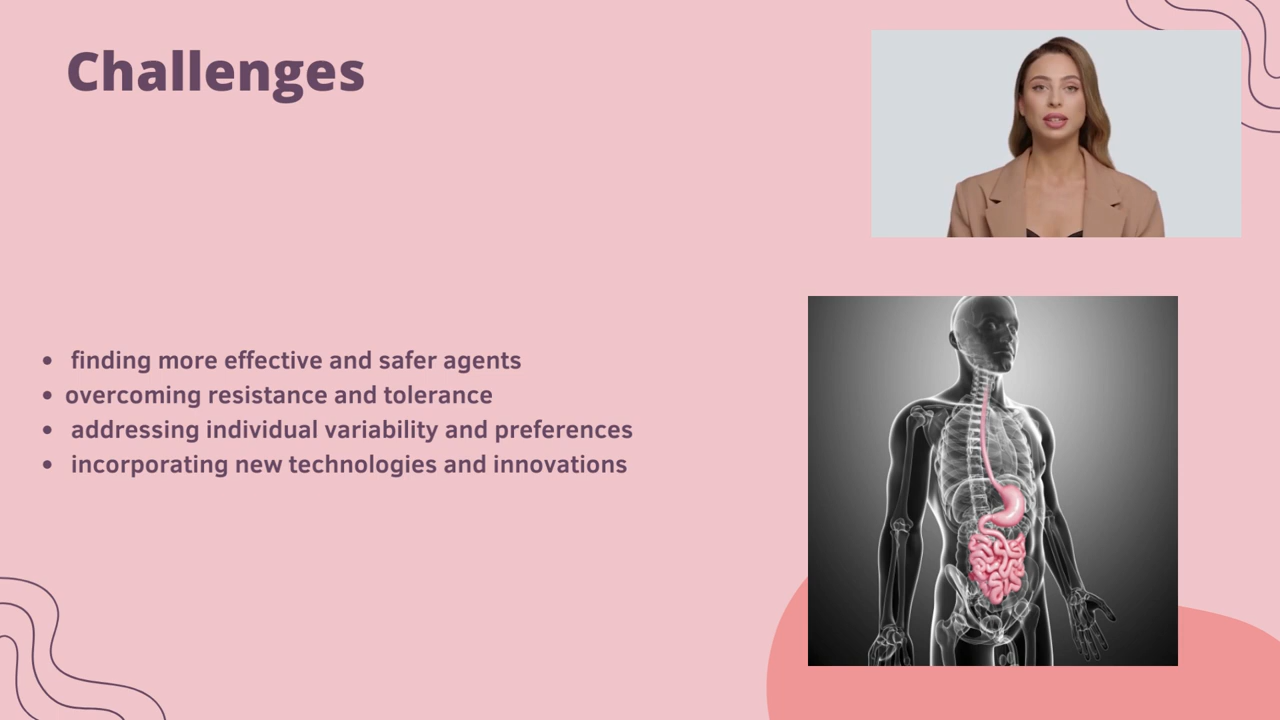 Challenges
• finding more effective and safer agents
• overcoming resistance and tolerance
• addressing individual variability and preferences
• incorporating new technologies and innovations